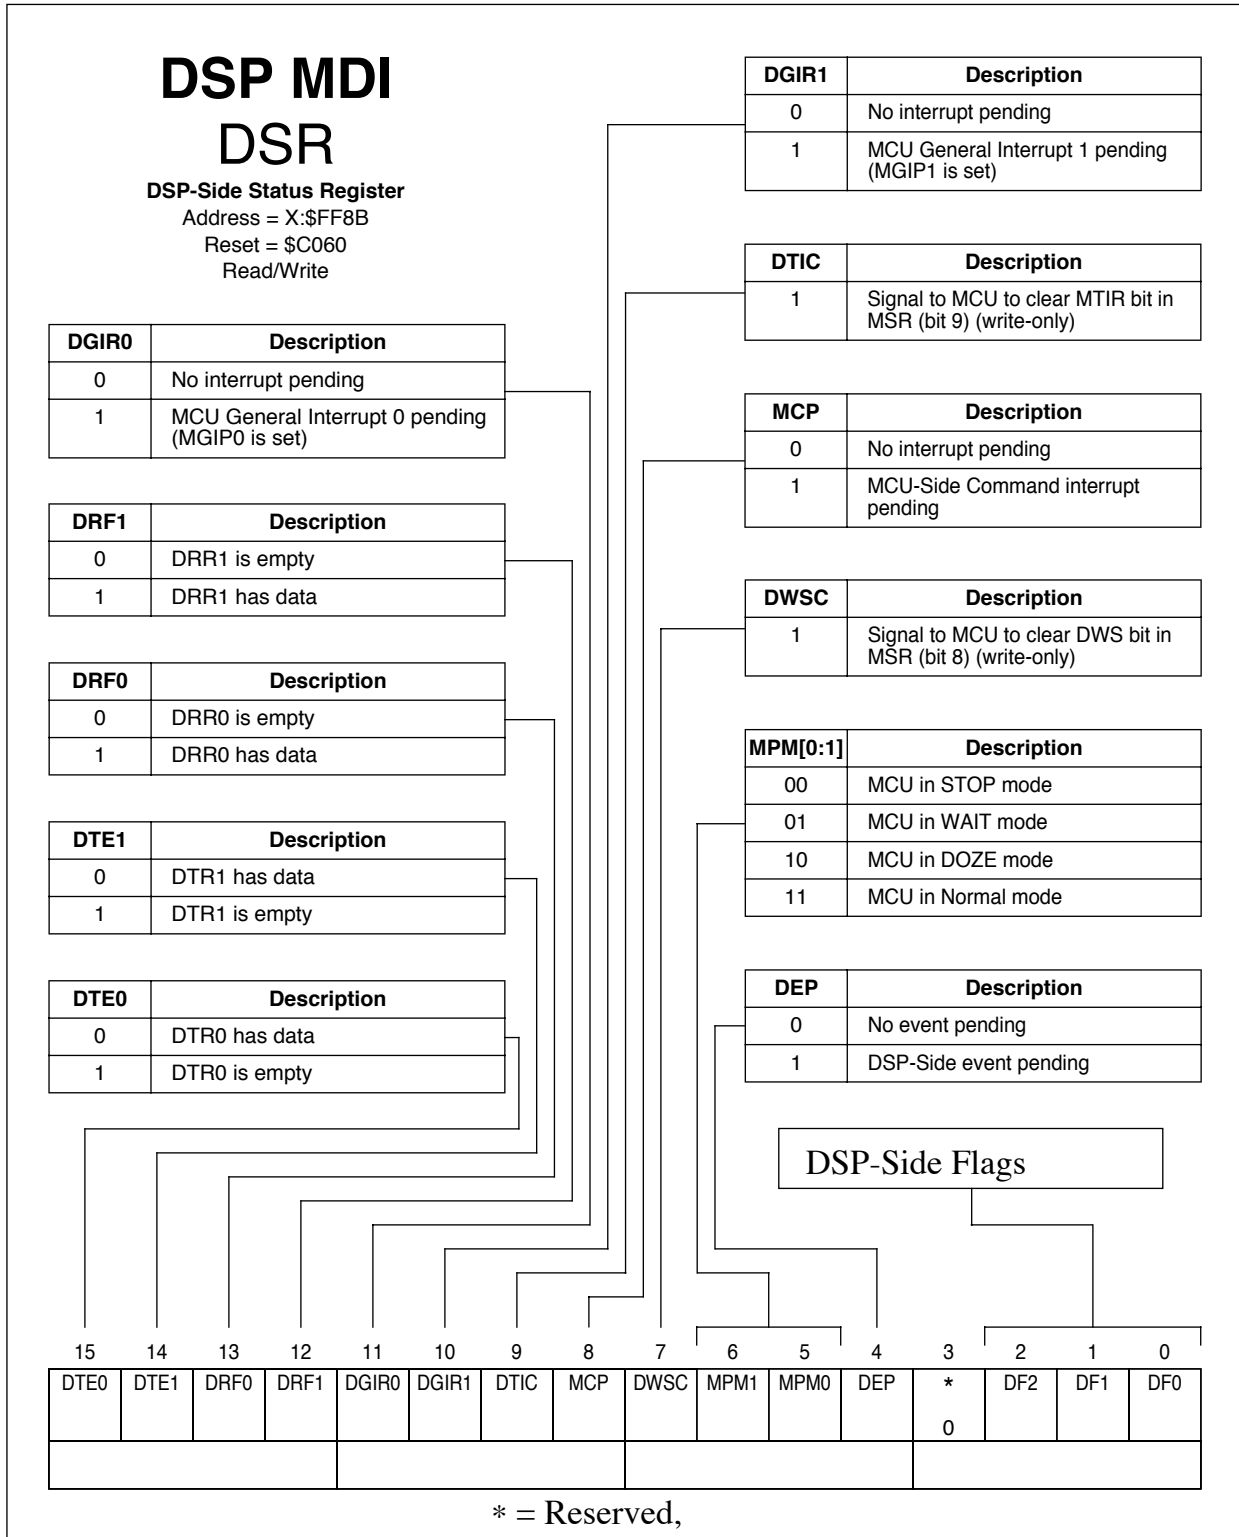 DSP MDI
DSR
DSP-Side Status Register
Address = X:$FF8B
Reset = $C060
Read/Write
DGIR0 Description
0 No interrupt pending
1 MCU General Interrupt 0 pending
(MGIP0 is set)
DRF1 Description
0 DRR1 is empty
1 DRR1 has data
DRF0 Description
0 DRR0 is empty
1 DRR0 has data
DTE1 Description
0 DTR1 has data
1 DTR1 is empty
DTE0 Description
0 DTR0 has data
1 DTR0 is empty
DGIR1 Description
0 No interrupt pending
1 MCU General Interrupt 1 pending
(MGIP1 is set)
DTIC Description
1 Signal to MCU to clear MTIR bit in
MSR (bit 9) (write-only)
MCP Description
0 No interrupt pending
1 MCU-Side Command interrupt
pending
DWSC Description
1 Signal to MCU to clear DWS bit in
MSR (bit 8) (write-only)
MPM[0:1] Description
00 MCU in STOP mode
01 MCU in WAIT mode
10 MCU in DOZE mode
11 MCU in Normal mode
DEP Description
0 No event pending
1 DSP-Side event pending
DSP-Side Flags
15 14 13 12 11 10 9 8 7 6 5 4 3 2 1 0
DTE0 DTE1 DRF0 DRF1 DGIR0 DGIR1 DTIC MCP DWSC MPM1 MPM0 DEP * DF2 DF1 DF0
0
* = Reserved,